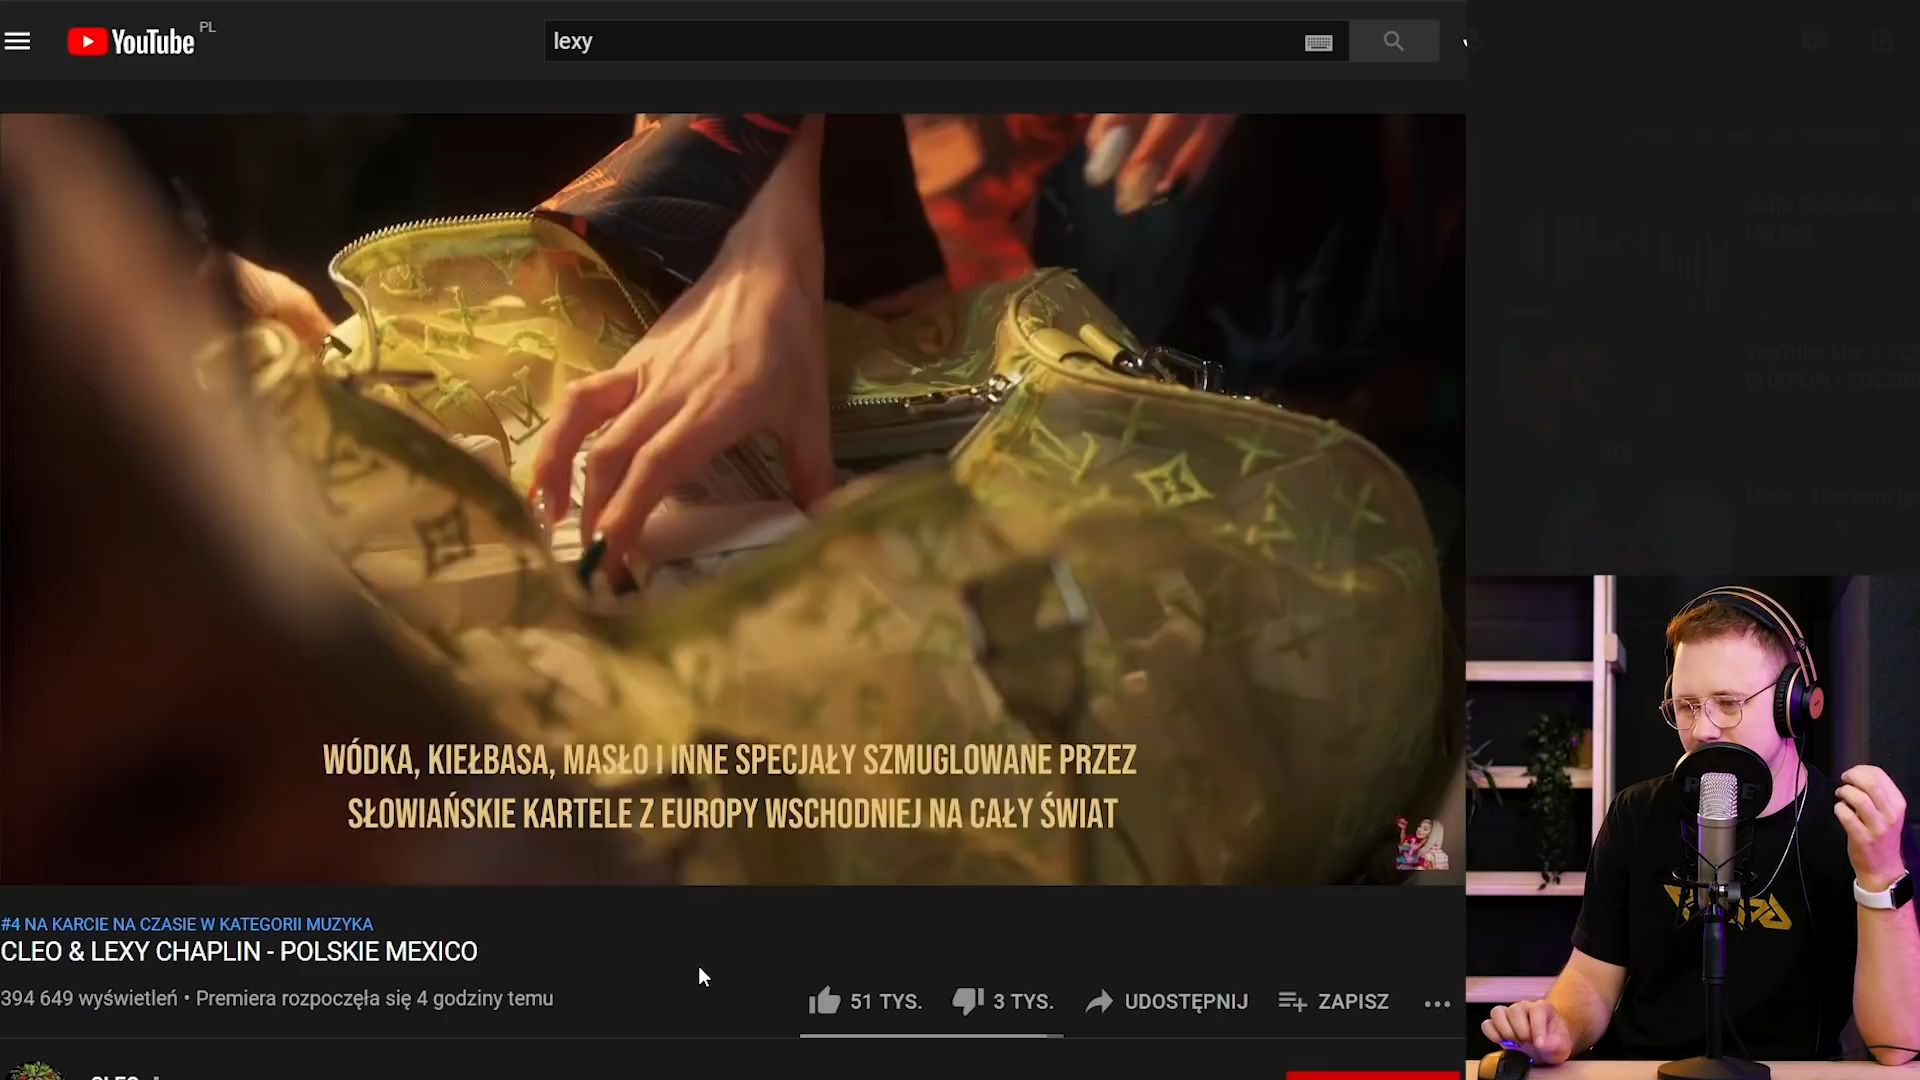 YouTube PL
lexy
WÓDKA, KIEŁBASA, MASŁO I INNE SPECJAŁY SZMUGLOWANE PRZEZ
SŁOWIAŃSKIE KARTELE Z EUROPY WSCHODNIEJ NA CAŁY ŚWIAT
#4 NA KARCIE NA CZASIE W KATEGORII MUZYKA
CLEO & LEXY CHAPLIN - POLSKIE MEXICO
394 649 wyświetleń • Premiera rozpoczęła się 4 godziny temu
51 TYS. 3 TYS. UDOSTĘPNIJ ZAPISZ